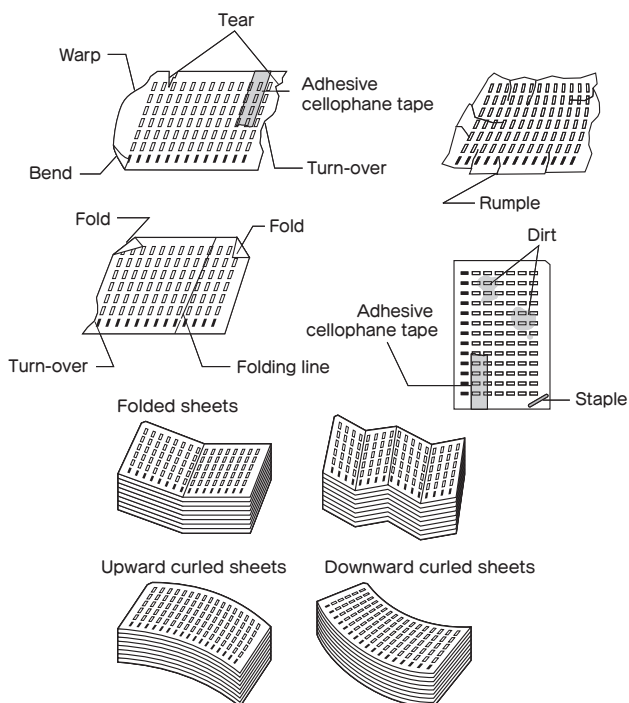 Tear
Warp
Adhesive
cellophane tape
Bend
Turn-over
Rumple
Fold
Fold
Dirt
Adhesive
cellophane tape
Turn-over
Folding line
Staple
Folded sheets
Upward curled sheets
Downward curled sheets